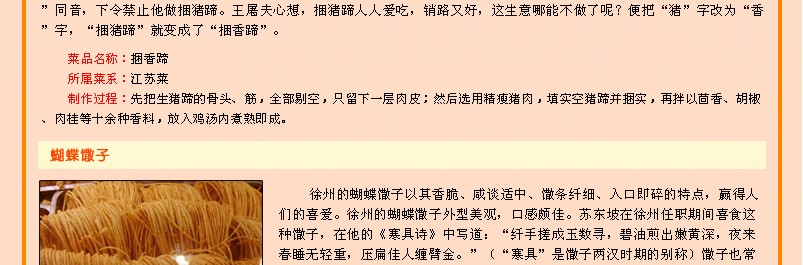 ”同音，下令禁止他做捆猪蹄。王屠夫心想，捆猪蹄人人爱吃，销路又好，这生意哪能不做了呢？便把“猪”字改为“香
”字，“捆猪蹄”就变成了“捆香蹄”。
菜品名称：捆香蹄
所属菜系：江苏菜
制作过程：先把生猪蹄的骨头、筋，全部剔空，只留下一层肉皮；然后选用精瘦猪肉，填实空猪蹄并捆实，再拌以茴香、胡椒
、肉桂等十余种香料，放入鸡汤内煮熟即成。
蝴蝶馓子
徐州的蝴蝶馓子以其香脆、咸谈适中、馓条纤细、入口即碎的特点，赢得人
们的喜爱。徐州的蝴蝶馓子外型美观，口感颇佳。苏东坡在徐州任职期间喜食这
种馓子，在他的《寒具诗》中写道：“纤手搓成玉数寻，碧油煎出嫩黄深，夜来
春睡无轻重，压扁佳人缠臂金。”（“寒具”是馓子两汉时期的别称）馓子也常